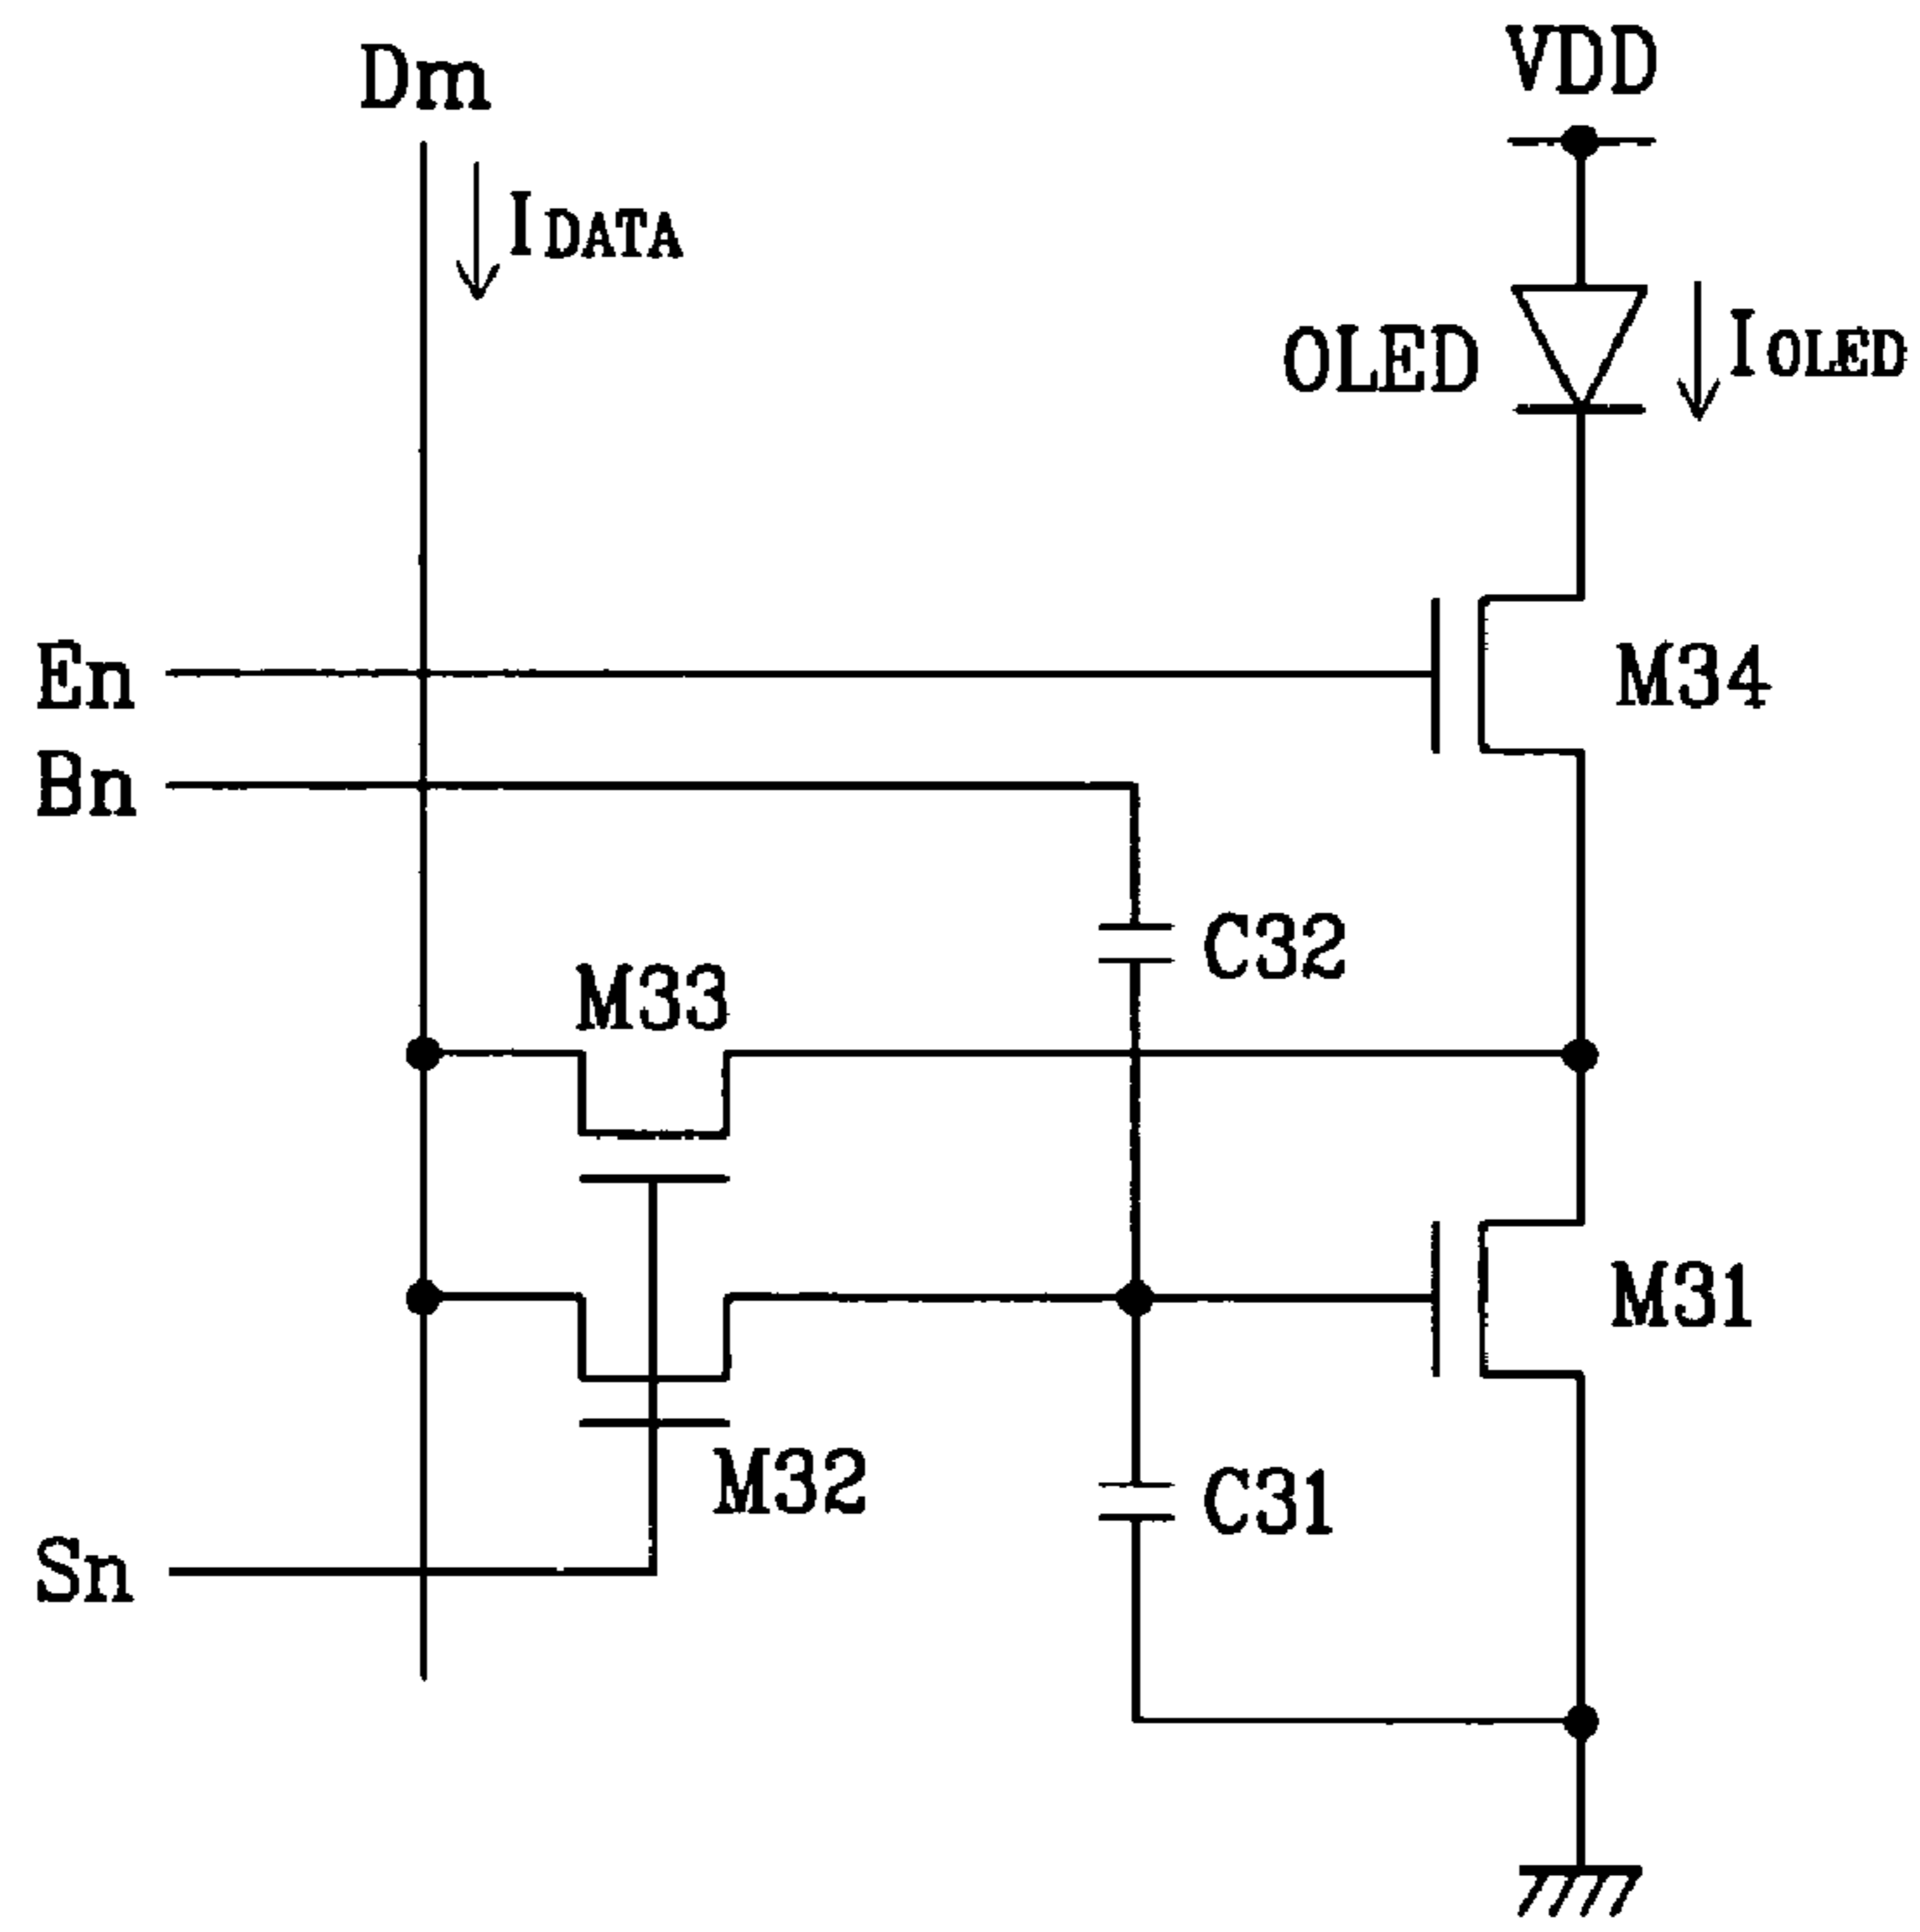 Dm
VDD
IDATA
OLED
IOLED
En
M34
Bn
C32
M33
M31
M32
C31
Sn